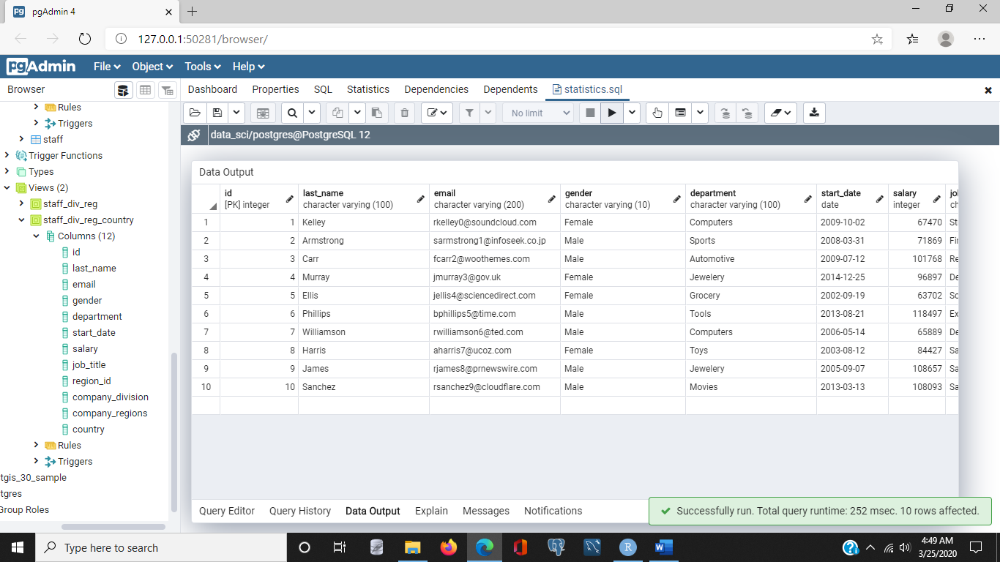 pgAdmin 4
127.0.0.1:50281/browser/
pgAdmin File Object Tools Help
Browser
Dashboard Properties SQL Statistics Dependencies Dependents statistics.sql
No limit
data_sci/postgres@PostgreSQL 12
Rules
Triggers
staff
Trigger Functions
Types
Views (2)
staff_div_reg
staff_div_reg_country
Columns (12)
id
last_name
email
gender
department
start_date
salary
job_title
region_id
company_division
company_regions
country
Rules
Triggers
tgis_30_sample
tgres
Group Roles
Data Output
id last_name email gender department start_date salary jol
[PK] integer character varying (100) character varying (200) character varying (10) character varying (100) date integer ch
1 1 Kelley rkelley0@soundcloud.com Female Computers 2009-10-02 67470 St
2 2 Armstrong sarmstrong1@infoseek.co.jp Male Sports 2008-03-31 71869 Fir
3 3 Carr fcarr2@woothemes.com Male Automotive 2009-07-12 101768 Re
4 4 Murray jmurray3@gov.uk Female Jewelery 2014-12-25 96897 De
5 5 Ellis jellis4@sciencedirect.com Female Grocery 2002-09-19 63702 Sc
6 6 Phillips bphillips5@time.com Male Tools 2013-08-21 118497 Ex
7 7 Williamson rwilliamson6@ted.com Male Computers 2006-05-14 65889 De
8 8 Harris aharris7@ucoz.com Female Toys 2003-08-12 84427 Sa
9 9 James rjames8@prnewswire.com Male Jewelery 2005-09-07 108657 Sa
10 10 Sanchez rsanchez9@cloudflare.com Male Movies 2013-03-13 108093 Sa
Query Editor Query History Data Output Explain Messages Notifications
Successfully run. Total query runtime: 252 msec. 10 rows affected.
Type here to search
4:49 AM
3/25/2020